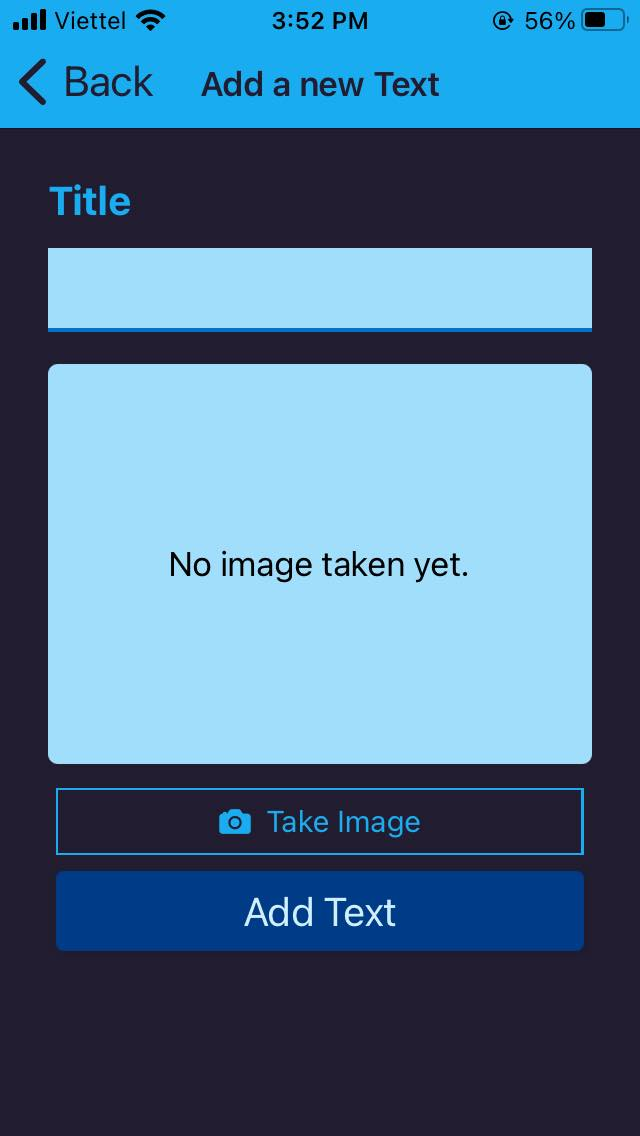 Viettel 3:52 PM 56%
Back Add a new Text
Title
No image taken yet.
Take Image
Add Text